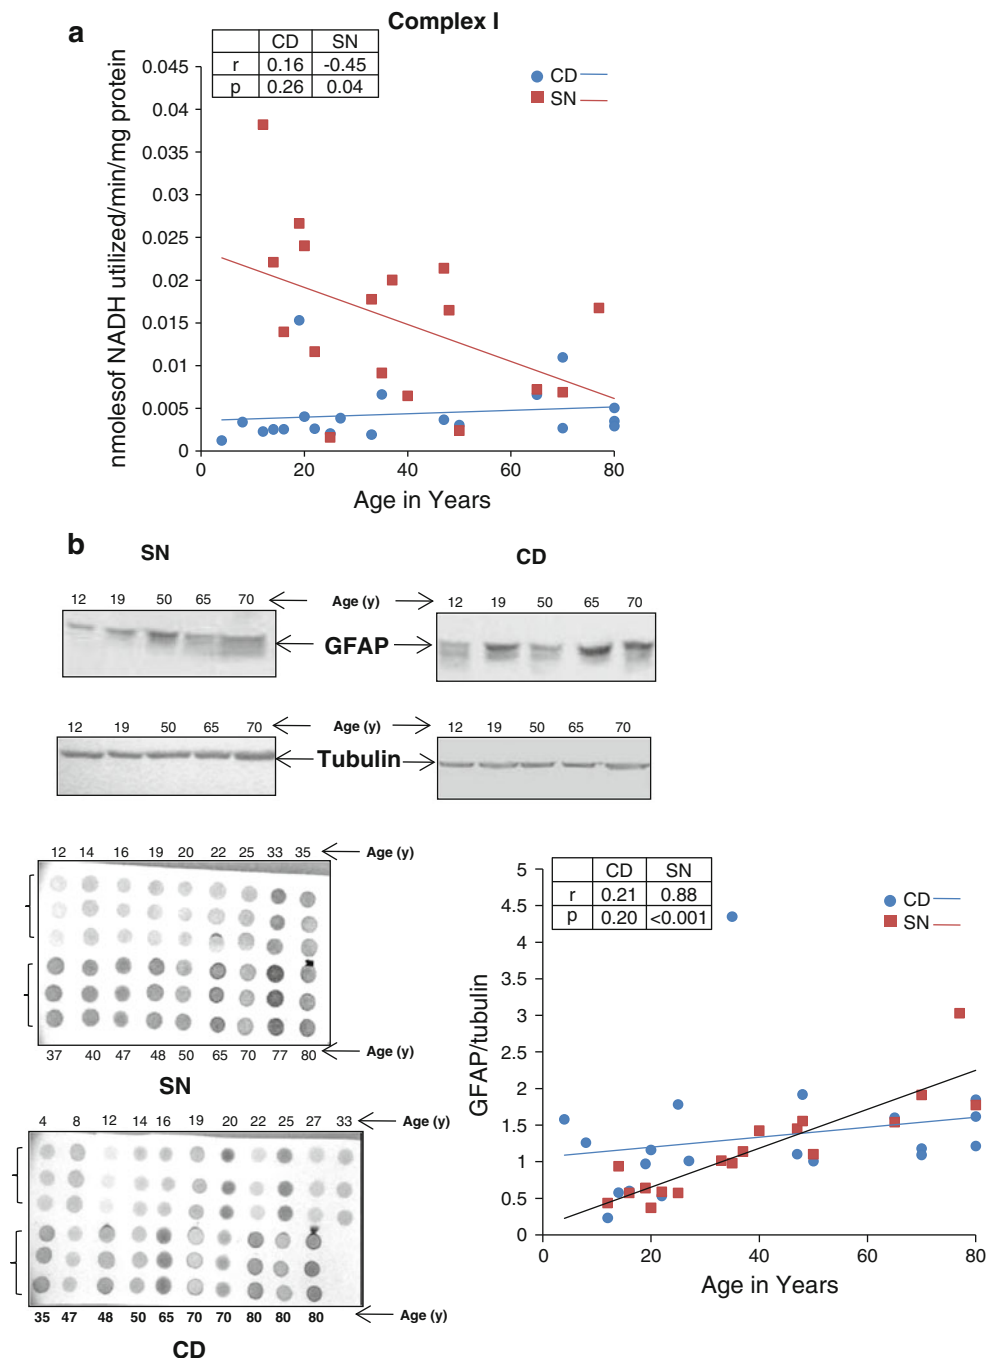 a
Complex I
CD SN
r 0.16 -0.45
p 0.26 0.04
CD
SN
nmolesof NADH utilized/min/mg protein
0.045
0.04
0.035
0.03
0.025
0.02
0.015
0.01
0.005
0
0 20 40 60 80
Age in Years
b
SN CD
12 19 50 65 70 Age (y) 12 19 50 65 70
GFAP
12 19 50 65 70 Age (y) 12 19 50 65 70
Tubulin
12 14 16 19 20 22 25 33 35 Age (y)
37 40 47 48 50 65 70 77 80 Age (y)
SN
4 8 12 14 16 19 20 22 25 27 33 Age (y)
35 47 48 50 65 70 70 80 80 80 Age (y)
CD
CD SN
r 0.21 0.88
p 0.20 <0.001
CD
SN
GFAP/tubulin
5
4.5
4
3.5
3
2.5
2
1.5
1
0.5
0
0 20 40 60 80
Age in Years